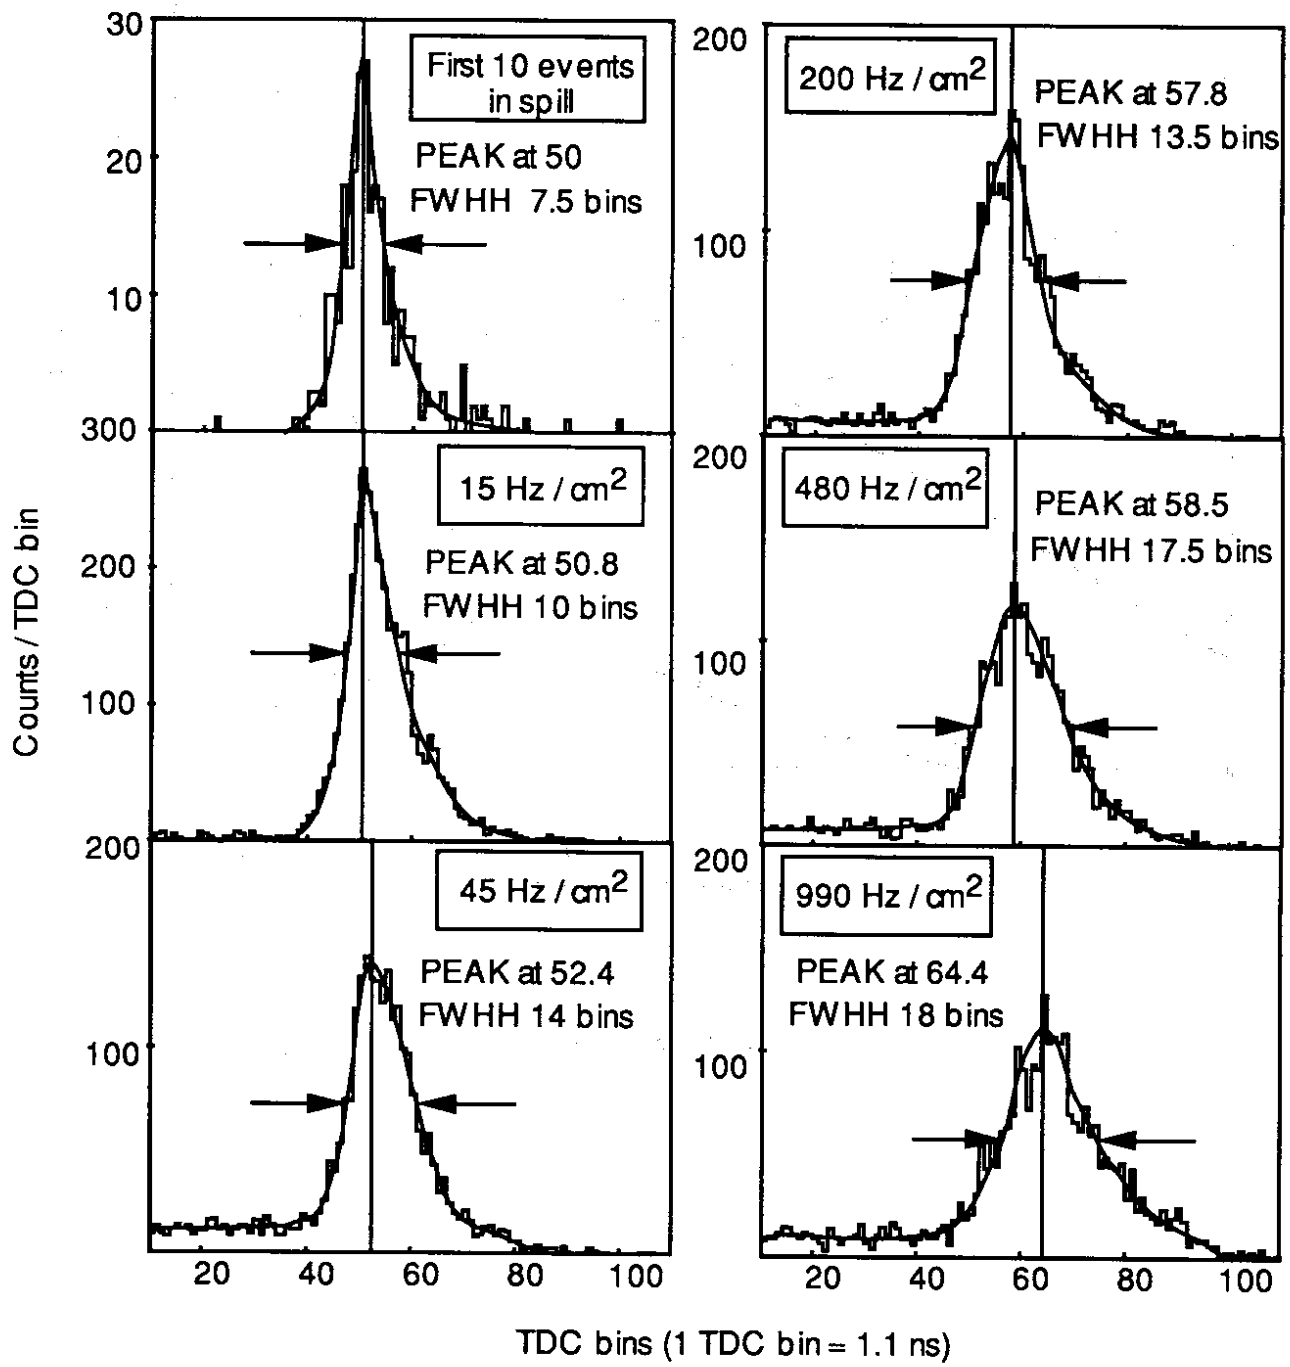 Counts / TDC bin
30
20
10
First 10 events
in spill
PEAK at 50
FWHH 7.5 bins
300
200
100
15 Hz / cm²
PEAK at 50.8
FWHH 10 bins
200
100
45 Hz / cm²
PEAK at 52.4
FWHH 14 bins
20 40 60 80 100
200
100
200 Hz / cm²
PEAK at 57.8
FWHH 13.5 bins
200
100
480 Hz / cm²
PEAK at 58.5
FWHH 17.5 bins
200
100
990 Hz / cm²
PEAK at 64.4
FWHH 18 bins
20 40 60 80 100
TDC bins (1 TDC bin = 1.1 ns)